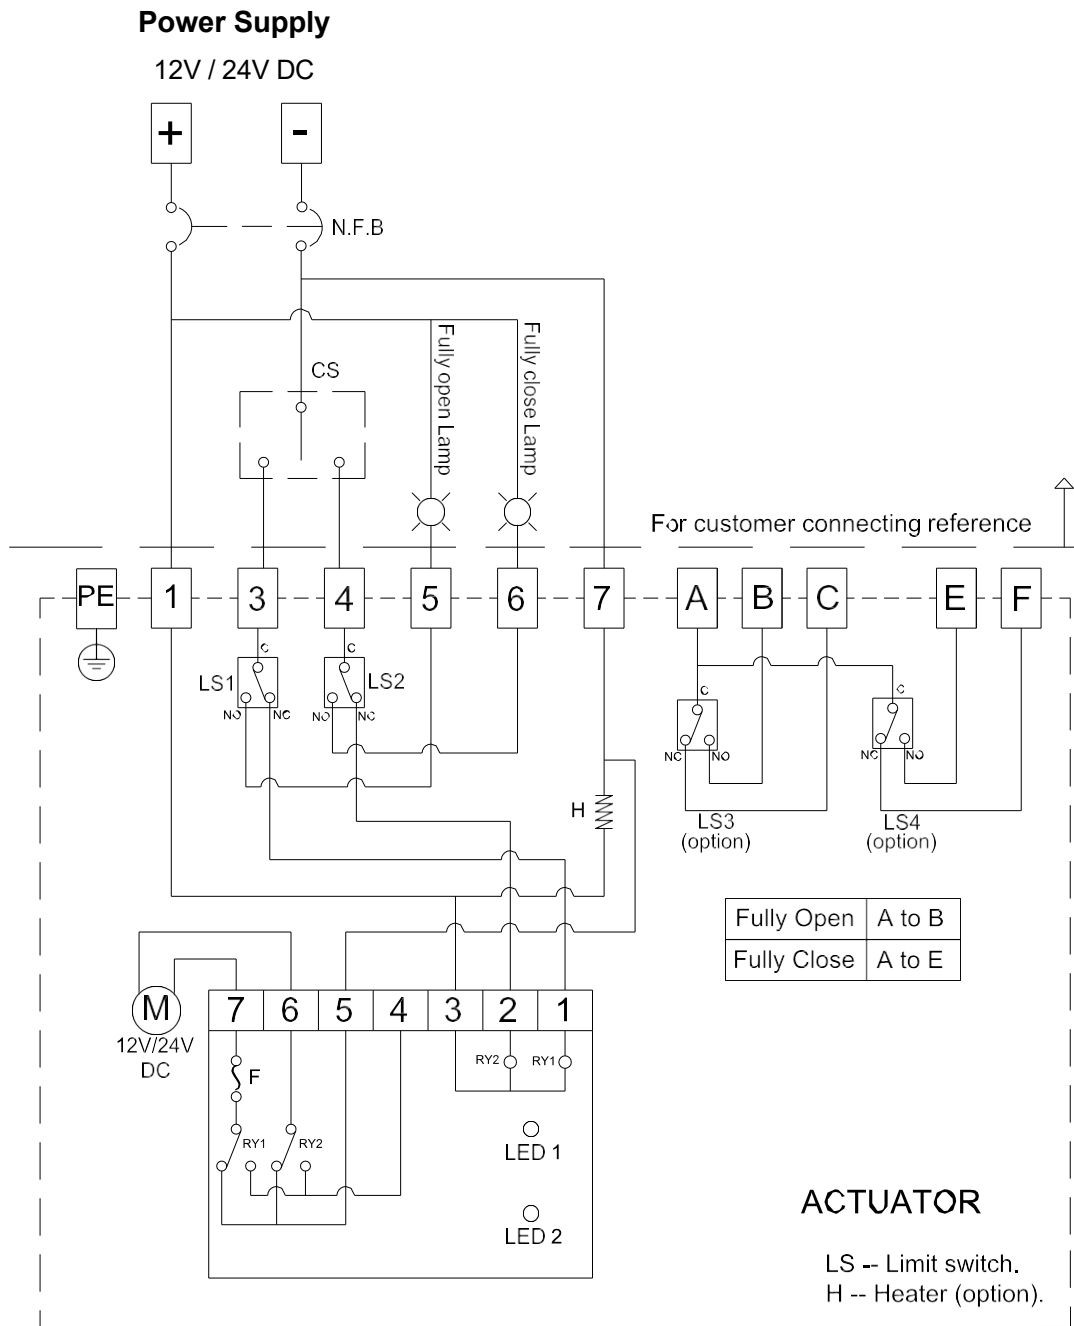 Power Supply
12V / 24V DC
+ -
N.F.B
CS
Fully open Lamp
Fully close Lamp
For customer connecting reference
PE 1 3 4 5 6 7 A B C E F
C C
LS1 LS2
NO NC NO NC
C C
NC NO NC NO
H
LS3
(option)
LS4
(option)
Fully Open A to B
Fully Close A to E
M
12V/24V
DC
7 6 5 4 3 2 1
RY2 RY1
F
RY1 RY2
LED 1
LED 2
ACTUATOR
LS -- Limit switch.
H -- Heater (option).